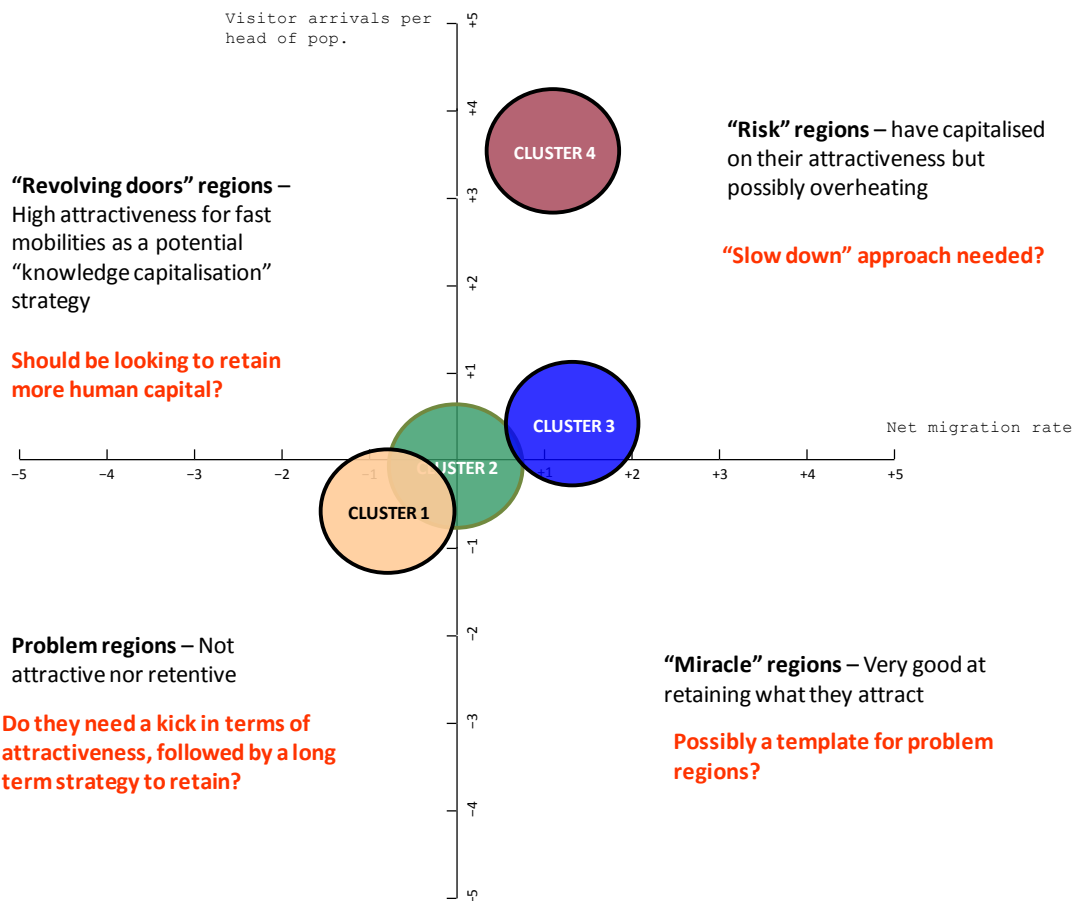 Visitor arrivals per
head of pop.
+5
+4
+3
+2
+1
“Revolving doors” regions –
High attractiveness for fast
mobilities as a potential
“knowledge capitalisation”
strategy
Should be looking to retain
more human capital?
“Risk” regions – have capitalised
on their attractiveness but
possibly overheating
“Slow down” approach needed?
CLUSTER 4
CLUSTER 3
CLUSTER 2
CLUSTER 1
Net migration rate
−5 −4 −3 −2 −1 +1 +2 +3 +4 +5
−1
−2
−3
−4
−5
Problem regions – Not
attractive nor retentive
Do they need a kick in terms of
attractiveness, followed by a long
term strategy to retain?
“Miracle” regions – Very good at
retaining what they attract
Possibly a template for problem
regions?